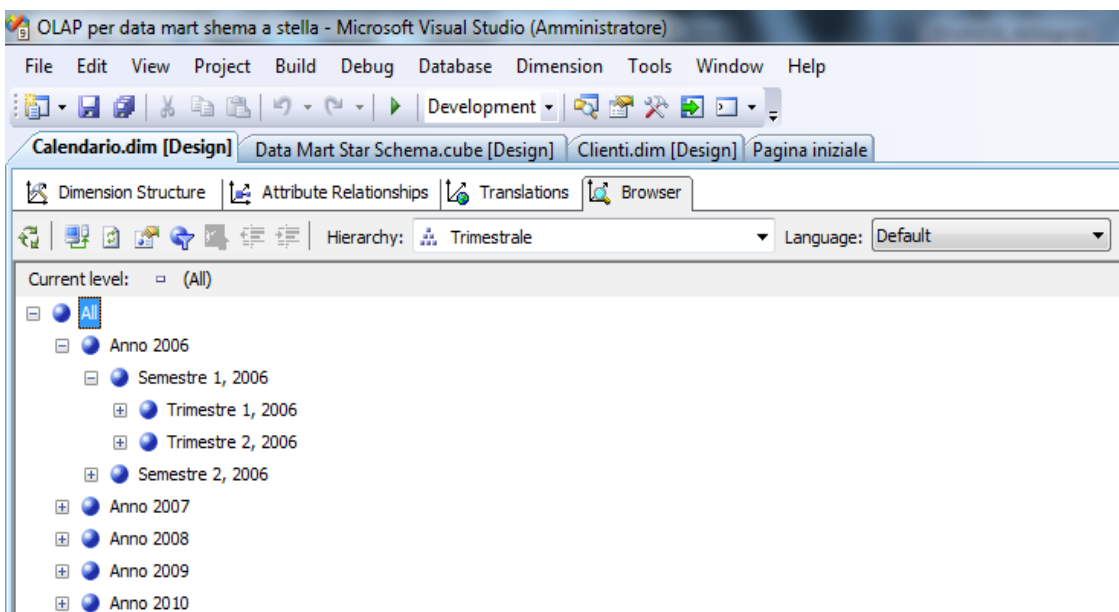 OLAP per data mart shema a stella - Microsoft Visual Studio (Amministratore)
File Edit View Project Build Debug Database Dimension Tools Window Help
Development
Calendario.dim [Design] Data Mart Star Schema.cube [Design] Clienti.dim [Design] Pagina iniziale
Dimension Structure Attribute Relationships Translations Browser
Hierarchy: Trimestrale Language: Default
Current level: (All)
All
Anno 2006
Semestre 1, 2006
Trimestre 1, 2006
Trimestre 2, 2006
Semestre 2, 2006
Anno 2007
Anno 2008
Anno 2009
Anno 2010